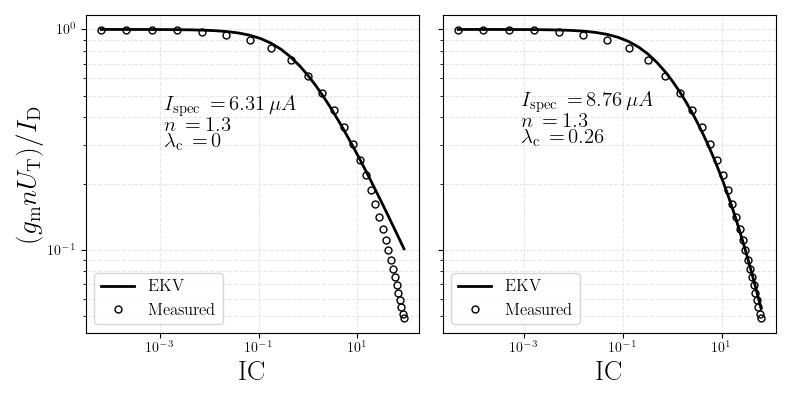 (g_m n U_T)/I_D
10^0
10^−1
I_spec = 6.31 μA
n = 1.3
λ_c = 0
EKV
Measured
10^−3
10^−1
10^1
IC
I_spec = 8.76 μA
n = 1.3
λ_c = 0.26
EKV
Measured
10^−3
10^−1
10^1
IC